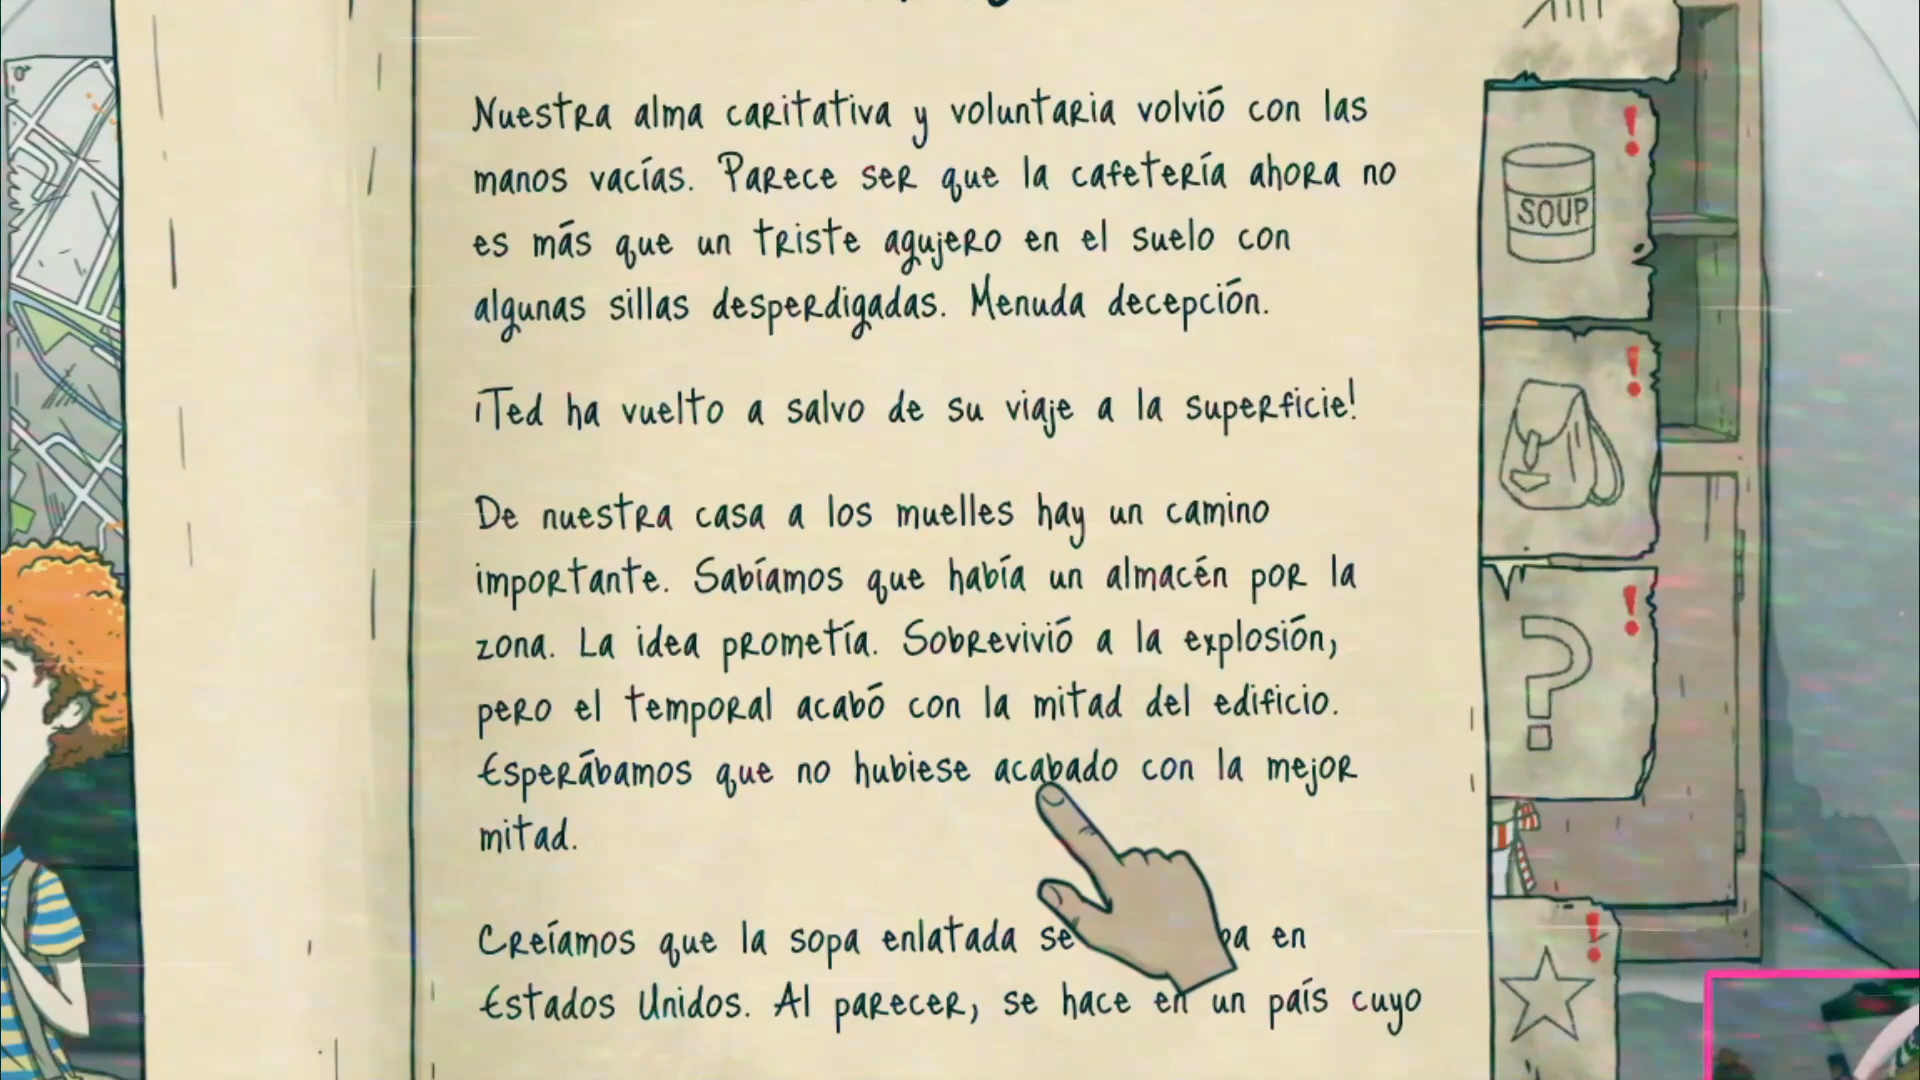 Nuestra alma caritativa y voluntaria volvió con las
manos vacías. Parece ser que la cafetería ahora no
es más que un triste agujero en el suelo con
algunas sillas desperdigadas. Menuda decepción.
¡Ted ha vuelto a salvo de su viaje a la superficie!
De nuestra casa a los muelles hay un camino
importante. Sabíamos que había un almacén por la
zona. La idea prometía. Sobrevivió a la explosión,
pero el temporal acabó con la mitad del edificio.
Esperábamos que no hubiese acabado con la mejor
mitad.
Creíamos que la sopa enlatada se en
Estados Unidos. Al parecer, se hace en un país cuyo
!
SOUP
!
!
?
!